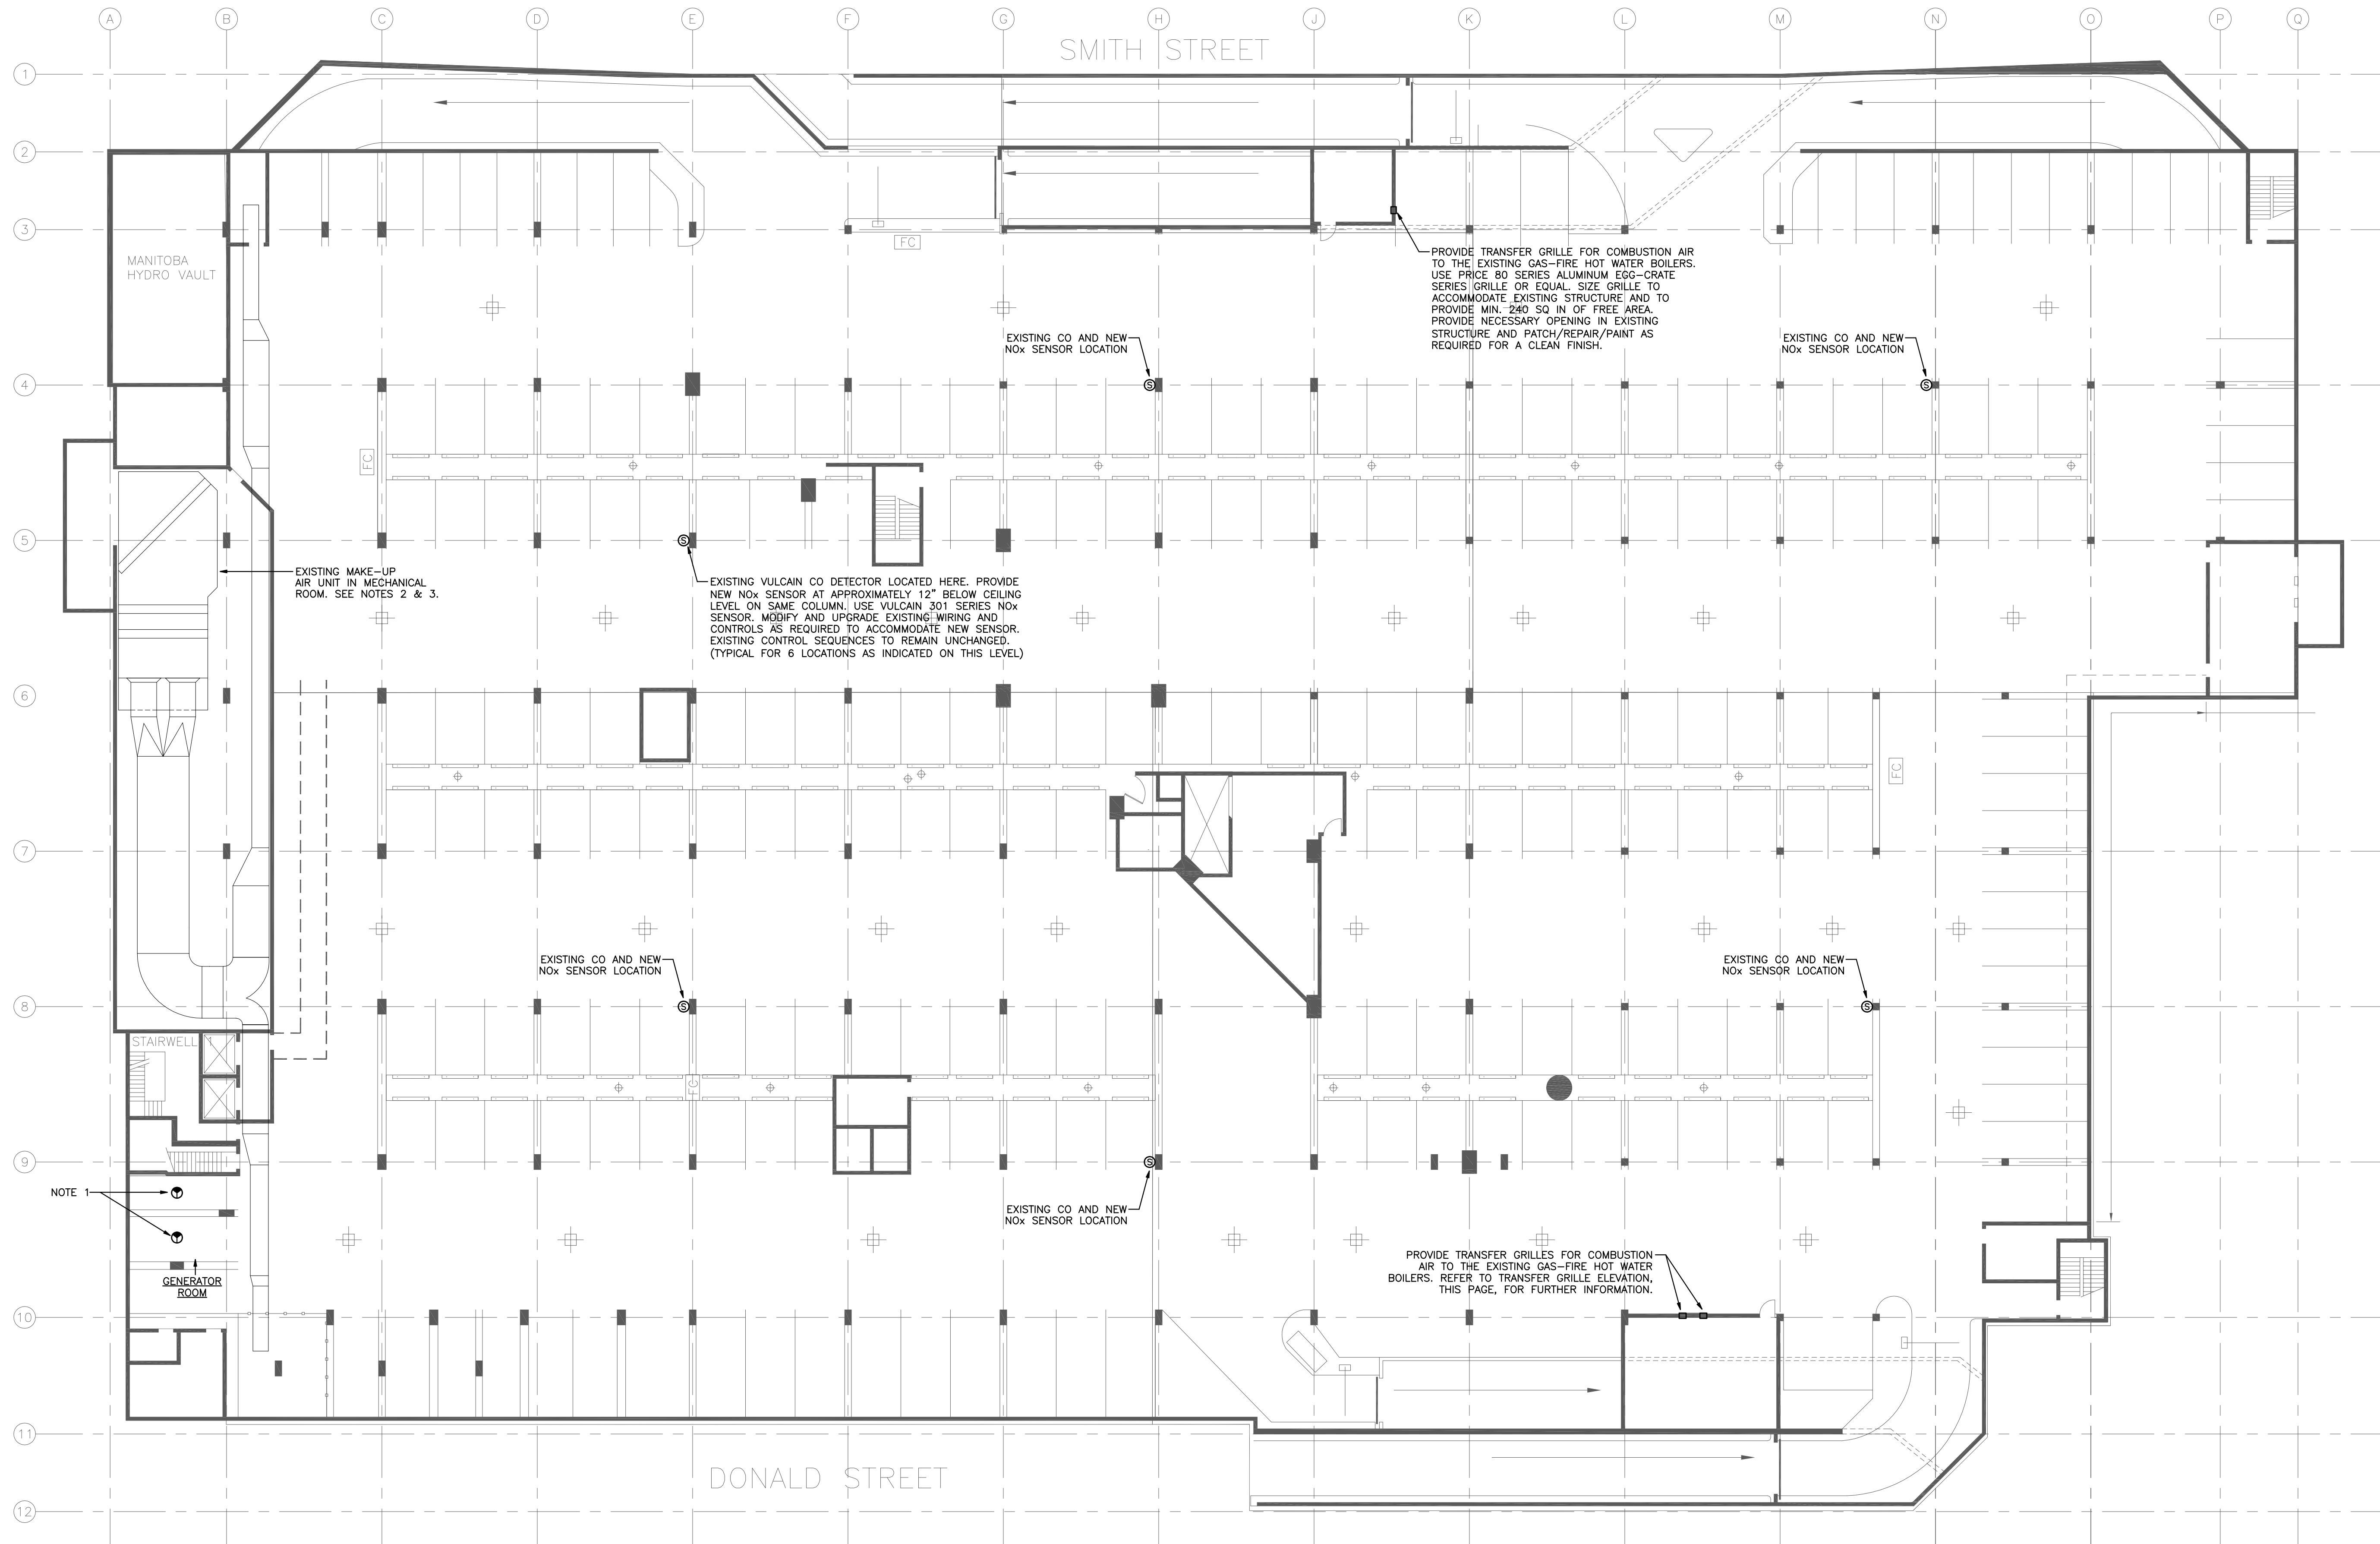 A B C D E F G H J K L M N O P Q
SMITH STREET
1
2
3
FC
MANITOBA
HYDRO VAULT
PROVIDE TRANSFER GRILLE FOR COMBUSTION AIR
TO THE EXISTING GAS-FIRE HOT WATER BOILERS.
USE PRICE 80 SERIES ALUMINUM EGG-CRATE
SERIES GRILLE OR EQUAL. SIZE GRILLE TO
ACCOMMODATE EXISTING STRUCTURE AND TO
PROVIDE MIN. 240 SQ IN OF FREE AREA.
PROVIDE NECESSARY OPENING IN EXISTING
STRUCTURE AND PATCH/REPAIR/PAINT AS
REQUIRED FOR A CLEAN FINISH.
EXISTING CO AND NEW
NOx SENSOR LOCATION
EXISTING CO AND NEW
NOx SENSOR LOCATION
4
S
S
FC
5
S
EXISTING MAKE-UP
AIR UNIT IN MECHANICAL
ROOM. SEE NOTES 2 & 3.
EXISTING VULCAIN CO DETECTOR LOCATED HERE. PROVIDE
NEW NOx SENSOR AT APPROXIMATELY 12" BELOW CEILING
LEVEL ON SAME COLUMN. USE VULCAIN 301 SERIES NOx
SENSOR. MODIFY AND UPGRADE EXISTING WIRING AND
CONTROLS AS REQUIRED TO ACCOMMODATE NEW SENSOR.
EXISTING CONTROL SEQUENCES TO REMAIN UNCHANGED.
(TYPICAL FOR 6 LOCATIONS AS INDICATED ON THIS LEVEL)
6
FC
7
EXISTING CO AND NEW
NOx SENSOR LOCATION
EXISTING CO AND NEW
NOx SENSOR LOCATION
8
S
S
STAIRWELL 1
FC
9
S
NOTE 1
EXISTING CO AND NEW
NOx SENSOR LOCATION
GENERATOR
ROOM
PROVIDE TRANSFER GRILLES FOR COMBUSTION
AIR TO THE EXISTING GAS-FIRE HOT WATER
BOILERS. REFER TO TRANSFER GRILLE ELEVATION,
THIS PAGE, FOR FURTHER INFORMATION.
10
11
DONALD STREET
12